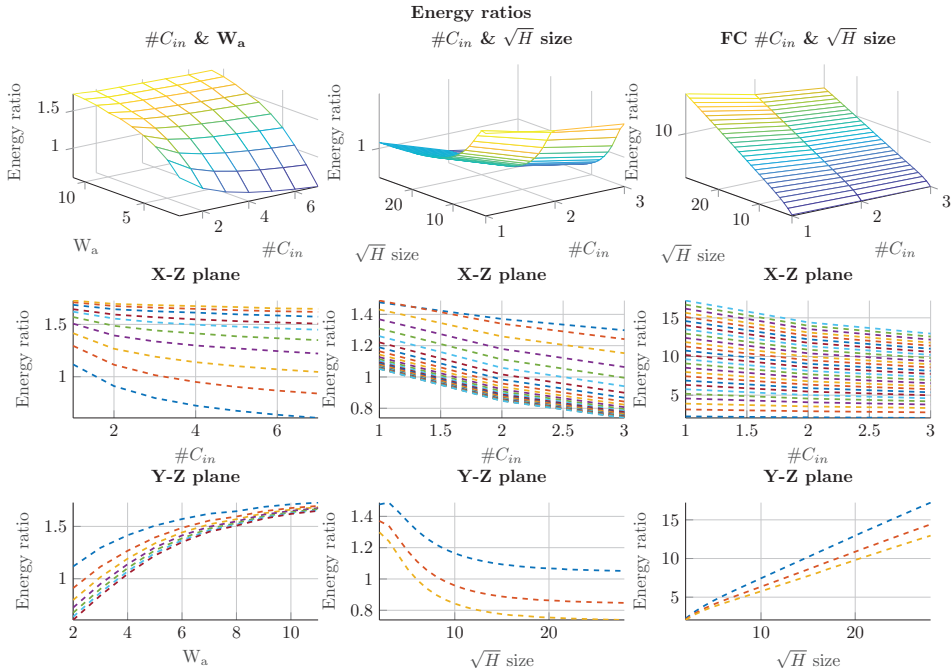 Energy ratios
#C_in & W_a
#C_in & √H size
FC #C_in & √H size
Energy ratio
1.5
1
10
5
2
4
6
W_a
#C_in
Energy ratio
1
20
10
1
2
3
√H size
#C_in
Energy ratio
10
20
10
1
2
3
√H size
#C_in
X-Z plane
Energy ratio
1.5
1
2
4
6
#C_in
X-Z plane
Energy ratio
1.4
1.2
1
0.8
1
1.5
2
2.5
3
#C_in
X-Z plane
Energy ratio
15
10
5
1
1.5
2
2.5
3
#C_in
Y-Z plane
Energy ratio
1.5
1
2
4
6
8
10
W_a
Y-Z plane
Energy ratio
1.4
1.2
1
0.8
10
20
√H size
Y-Z plane
Energy ratio
15
10
5
10
20
√H size